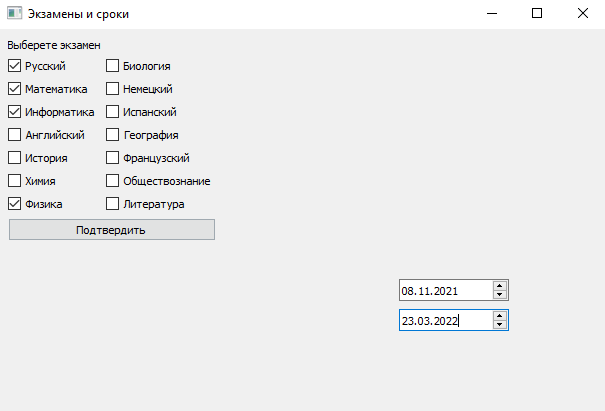 Экзамены и сроки
Выберете экзамен
Русский Биология
Математика Немецкий
Информатика Испанский
Английский География
История Французский
Химия Обществознание
Физика Литература
Подтвердить
08.11.2021
23.03.2022